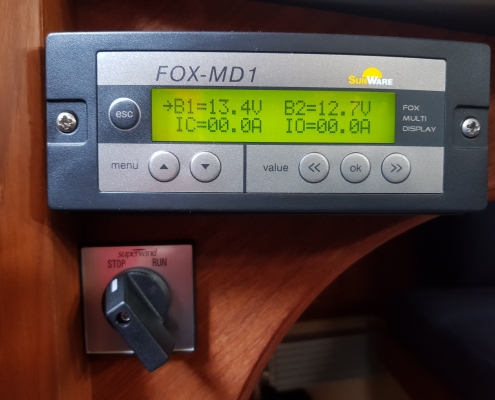 FOX-MD1
SUNWARE
esc
→B1=13.4V B2=12.7V
IC=00.0A IO=00.0A
FOX
MULTI
DISPLAY
menu
value
<<
ok
>>
superwind
STOP RUN